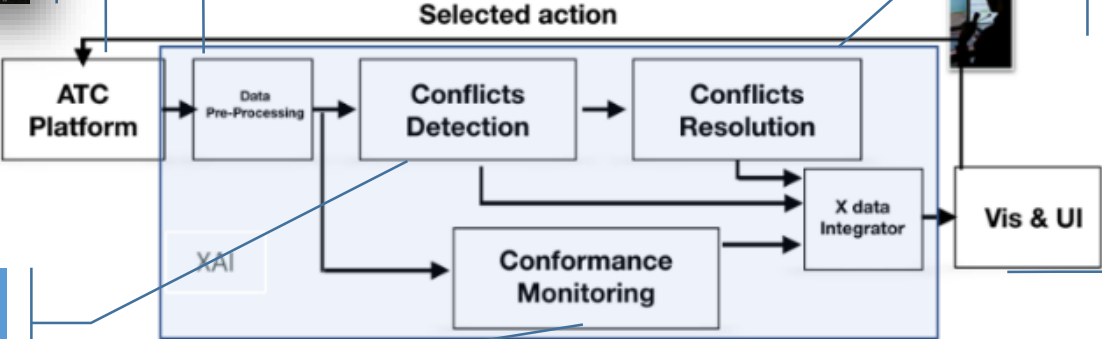 Selected action
ATC
Platform
Data
Pre-Processing
Conflicts
Detection
Conflicts
Resolution
X data
Integrator
Vis & UI
XAI
Conformance
Monitoring